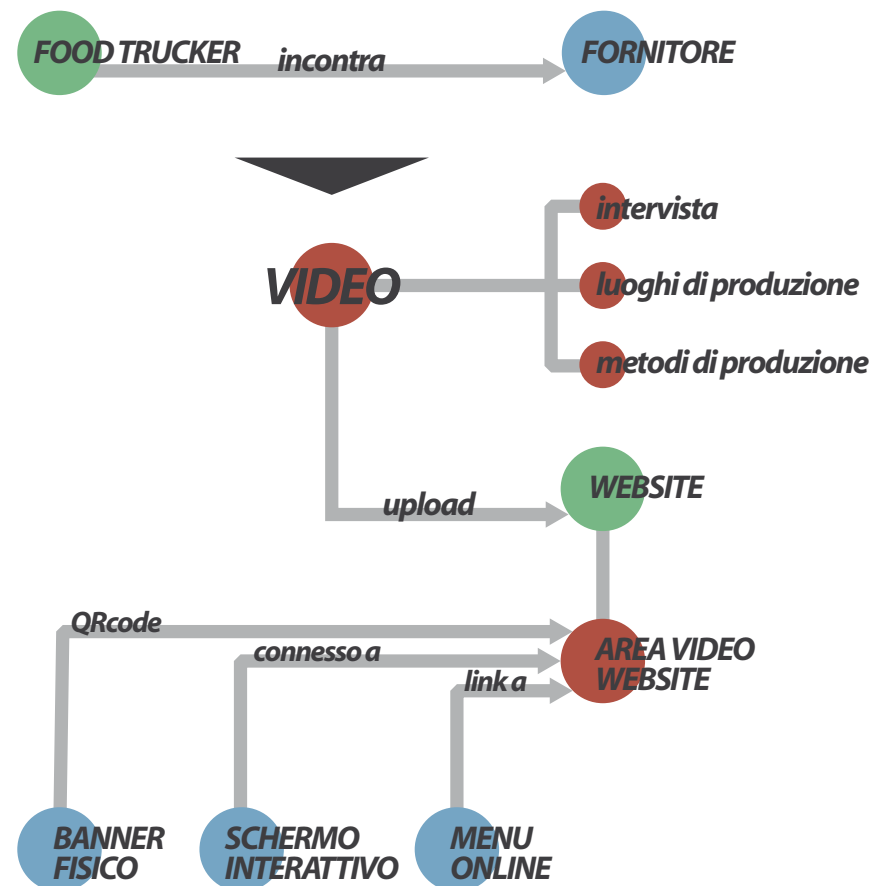 FOOD TRUCKER
incontra
FORNITORE
intervista
VIDEO
luoghi di produzione
metodi di produzione
WEBSITE
upload
QRcode
connesso a
AREA VIDEO
WEBSITE
link a
BANNER
FISICO
SCHERMO
INTERATTIVO
MENU
ONLINE